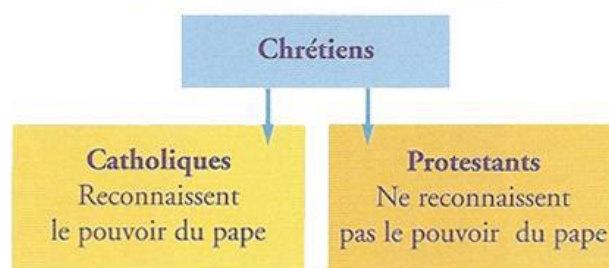 Chrétiens
Catholiques
Reconnaissent
le pouvoir du pape
Protestants
Ne reconnaissent
pas le pouvoir du pape